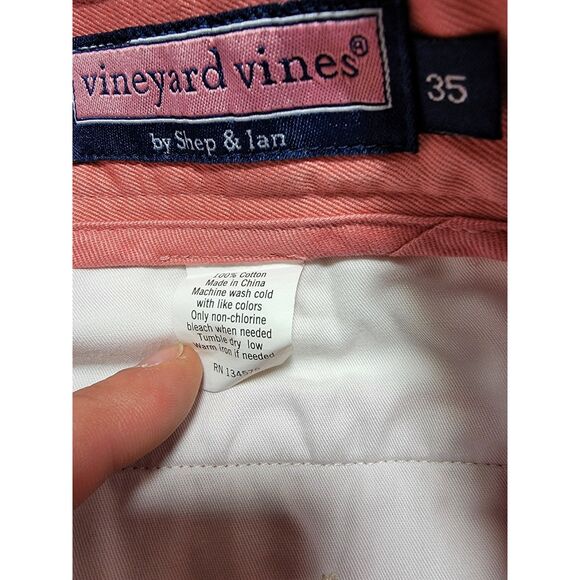 vineyard vines®
35
by Shep & Ian
100% Cotton
Made in China
Machine wash cold
with like colors
Only non-chlorine
bleach when needed
Tumble dry low
warm iron if needed
RN